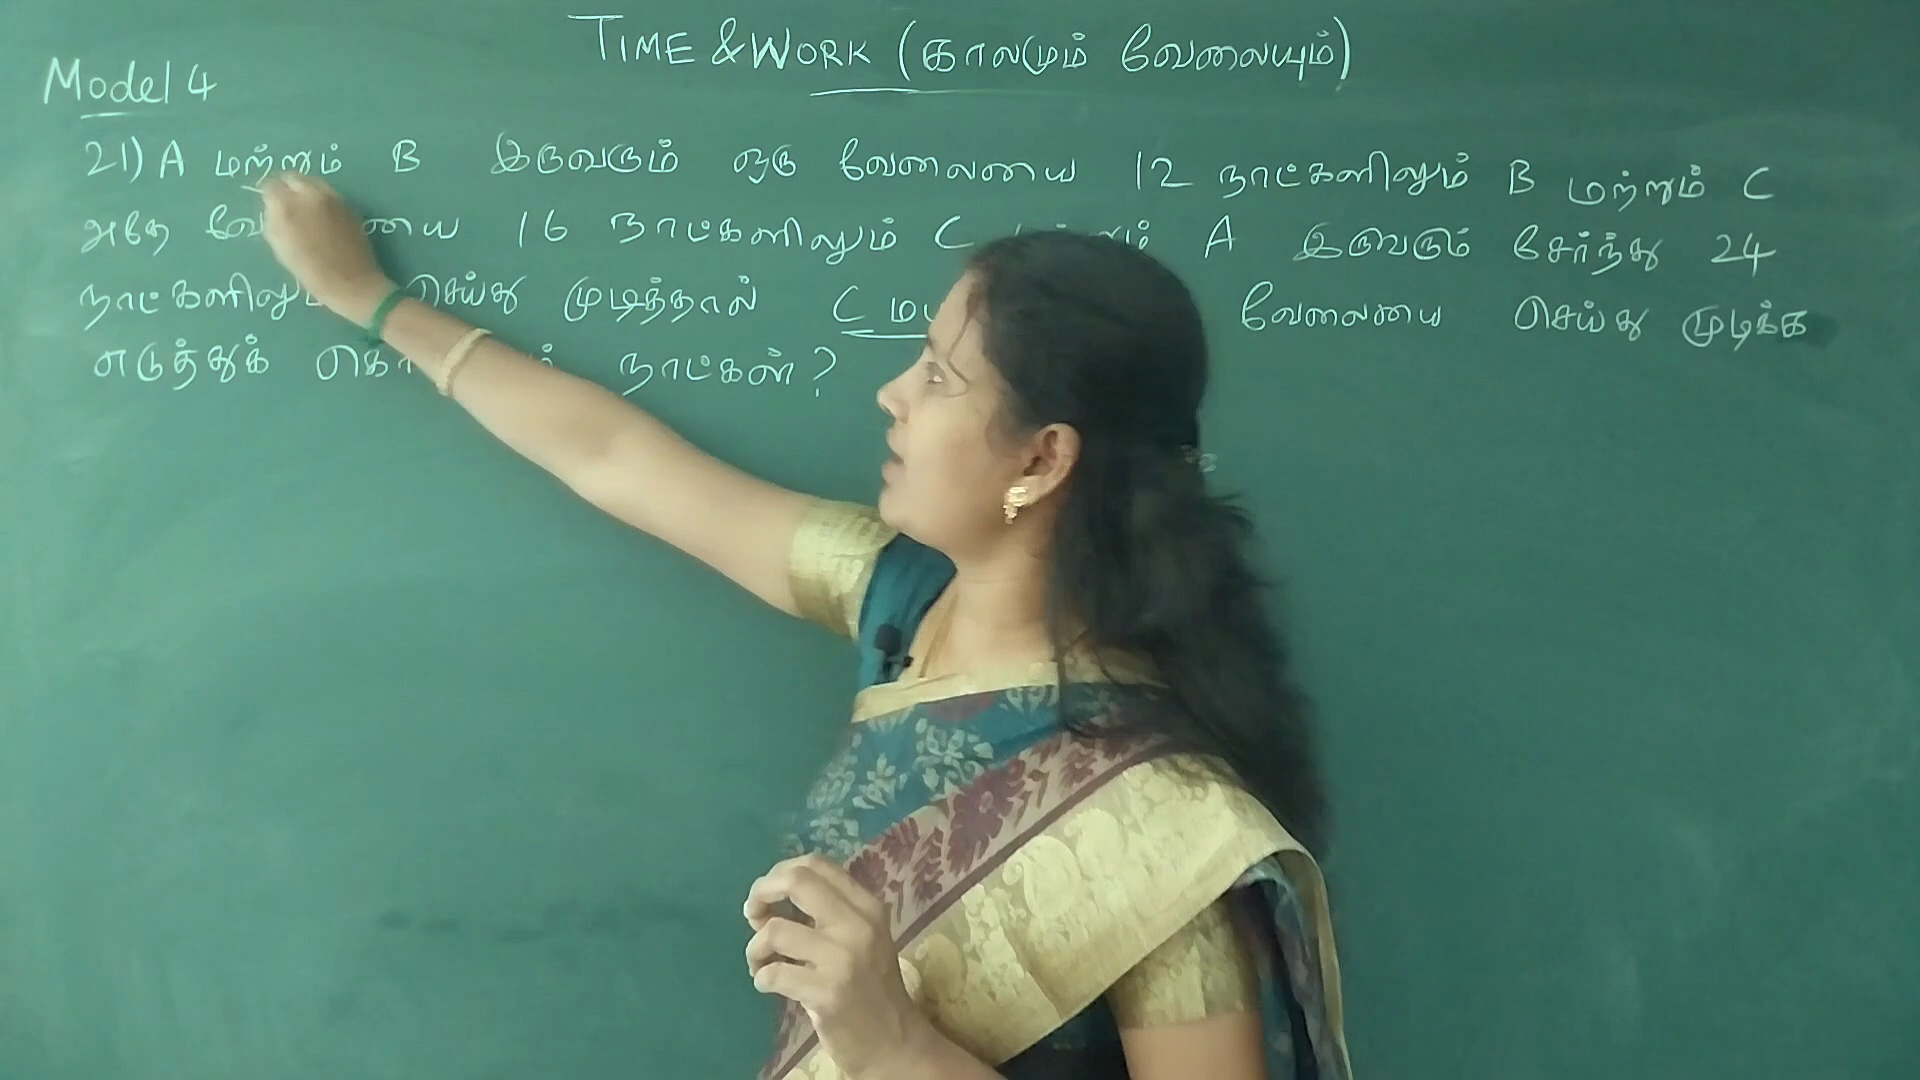 TIME & WORK (காலமும் வேலையும்)
Model 4
21) A மற்றும் B இருவரும் ஒரு வேலையை 12 நாட்களிலும் B மற்றும் C
அதே 16 நாட்களிலும் C A இருவரும் சேர்ந்து 24
செய்து முடித்தால் C வேலையை செய்து முடிக்க
எடுத்துக் நாட்கள்?